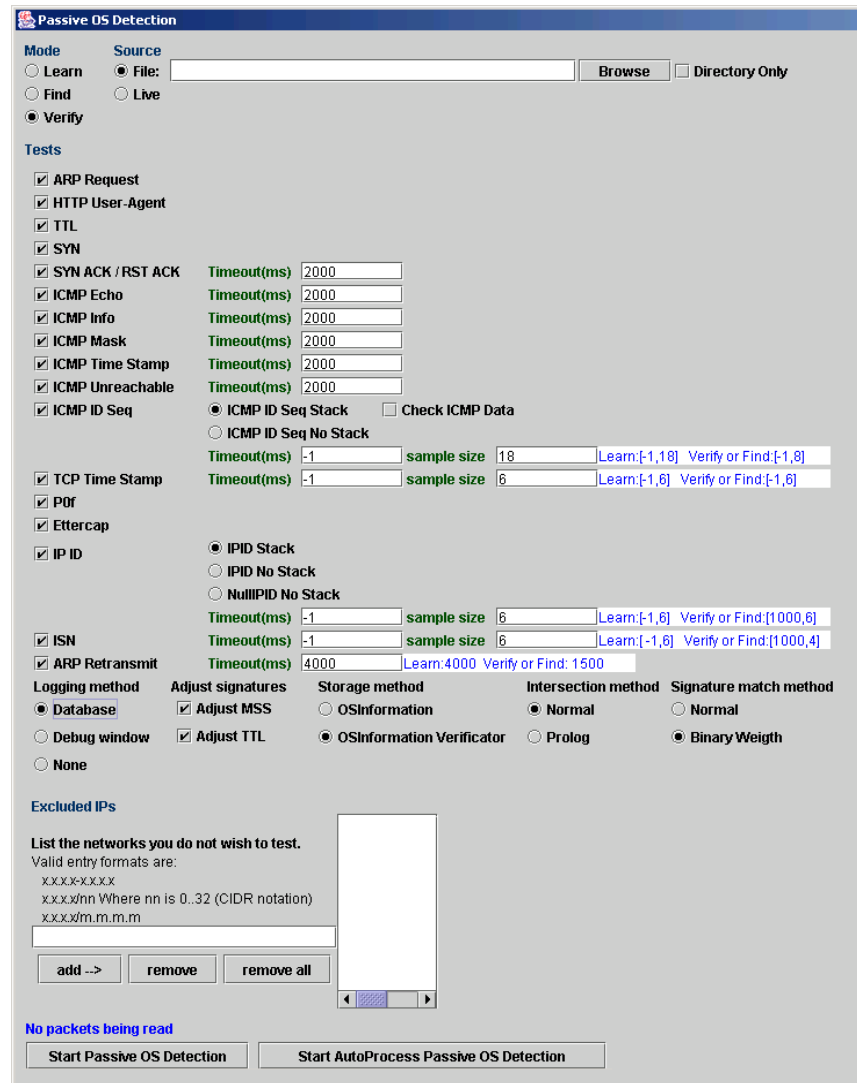 Passive OS Detection
Mode Source
Learn File: Browse Directory Only
Find Live
Verify
Tests
ARP Request
HTTP User-Agent
TTL
SYN
SYN ACK / RST ACK Timeout(ms) 2000
ICMP Echo Timeout(ms) 2000
ICMP Info Timeout(ms) 2000
ICMP Mask Timeout(ms) 2000
ICMP Time Stamp Timeout(ms) 2000
ICMP Unreachable Timeout(ms) 2000
ICMP ID Seq ICMP ID Seq Stack Check ICMP Data
ICMP ID Seq No Stack
Timeout(ms) -1 sample size 18 Learn:[-1,18] Verify or Find:[-1,8]
TCP Time Stamp Timeout(ms) -1 sample size 6 Learn:[-1,6] Verify or Find:[-1,6]
P0f
Ettercap
IP ID IPID Stack
IPID No Stack
NullIPID No Stack
Timeout(ms) -1 sample size 6 Learn:[-1,6] Verify or Find:[1000,6]
ISN Timeout(ms) -1 sample size 6 Learn:[-1,6] Verify or Find:[1000,4]
ARP Retransmit Timeout(ms) 4000 Learn:4000 Verify or Find: 1500
Logging method Adjust signatures Storage method Intersection method Signature match method
Database Adjust MSS OSInformation Normal Normal
Debug window Adjust TTL OSInformation Verificator Prolog Binary Weigth
None
Excluded IPs
List the networks you do not wish to test.
Valid entry formats are:
x.x.x.x-x.x.x.x
x.x.x.x/nn Where nn is 0..32 (CIDR notation)
x.x.x.x/m.m.m.m
add --> remove remove all
No packets being read
Start Passive OS Detection Start AutoProcess Passive OS Detection